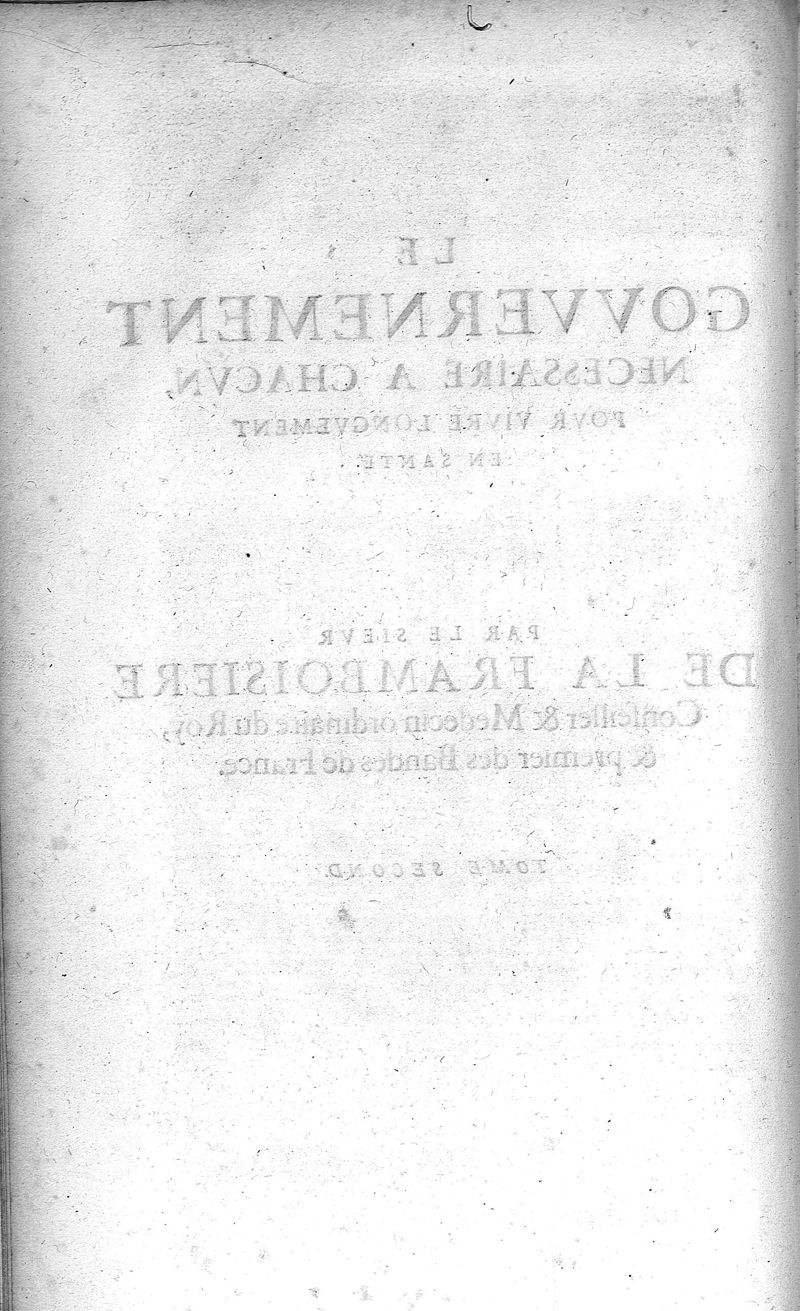 LE
GOVVERNEMENT
NECESSAIRE A CHACVN,
POVR VIVRE LONGVEMENT
EN SANTE.
PAR LE SIEVR
DE LA FRAMBOISIERE
Conseiller & Medecin ordinaire du Roy,
& premier des Bandes de France.
TOME SECOND.